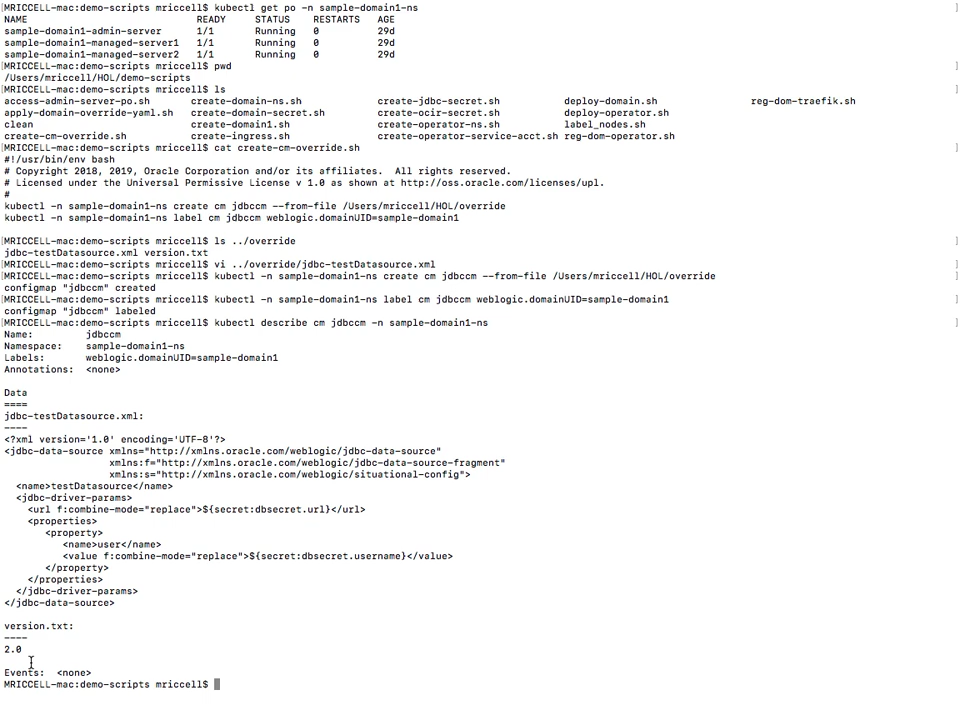 MRICCELL-mac:demo-scripts mriccell$ kubectl get po -n sample-domain1-ns
NAME READY STATUS RESTARTS AGE
sample-domain1-admin-server 1/1 Running 0 29d
sample-domain1-managed-server1 1/1 Running 0 29d
sample-domain1-managed-server2 1/1 Running 0 29d
[MRICCELL-mac:demo-scripts mriccell$ pwd ]
/Users/mriccell/HOL/demo-scripts
[MRICCELL-mac:demo-scripts mriccell$ ls ]
access-admin-server-po.sh create-domain-ns.sh create-jdbc-secret.sh deploy-domain.sh reg-dom-traefik.sh
apply-domain-override-yaml.sh create-domain-secret.sh create-ocir-secret.sh deploy-operator.sh
clean create-domain1.sh create-operator-ns.sh label_nodes.sh
create-cm-override.sh create-ingress.sh create-operator-service-acct.sh reg-dom-operator.sh
[MRICCELL-mac:demo-scripts mriccell$ cat create-cm-override.sh ]
#!/usr/bin/env bash
# Copyright 2018, 2019, Oracle Corporation and/or its affiliates. All rights reserved.
# Licensed under the Universal Permissive License v 1.0 as shown at http://oss.oracle.com/licenses/upl.
#
kubectl -n sample-domain1-ns create cm jdbccm --from-file /Users/mriccell/HOL/override
kubectl -n sample-domain1-ns label cm jdbccm weblogic.domainUID=sample-domain1
[MRICCELL-mac:demo-scripts mriccell$ ls ../override ]
jdbc-testDatasource.xml version.txt
[MRICCELL-mac:demo-scripts mriccell$ vi ../override/jdbc-testDatasource.xml ]
[MRICCELL-mac:demo-scripts mriccell$ kubectl -n sample-domain1-ns create cm jdbccm --from-file /Users/mriccell/HOL/override ]
configmap "jdbccm" created
[MRICCELL-mac:demo-scripts mriccell$ kubectl -n sample-domain1-ns label cm jdbccm weblogic.domainUID=sample-domain1 ]
configmap "jdbccm" labeled
[MRICCELL-mac:demo-scripts mriccell$ kubectl describe cm jdbccm -n sample-domain1-ns ]
Name: jdbccm
Namespace: sample-domain1-ns
Labels: weblogic.domainUID=sample-domain1
Annotations: <none>
Data
====
jdbc-testDatasource.xml:
----
<?xml version='1.0' encoding='UTF-8'?>
<jdbc-data-source xmlns="http://xmlns.oracle.com/weblogic/jdbc-data-source"
xmlns:f="http://xmlns.oracle.com/weblogic/jdbc-data-source-fragment"
xmlns:s="http://xmlns.oracle.com/weblogic/situational-config">
<name>testDatasource</name>
<jdbc-driver-params>
<url f:combine-mode="replace">${secret:dbsecret.url}</url>
<properties>
<property>
<name>user</name>
<value f:combine-mode="replace">${secret:dbsecret.username}</value>
</property>
</properties>
</jdbc-driver-params>
</jdbc-data-source>
version.txt:
----
2.0
Events: <none>
MRICCELL-mac:demo-scripts mriccell$